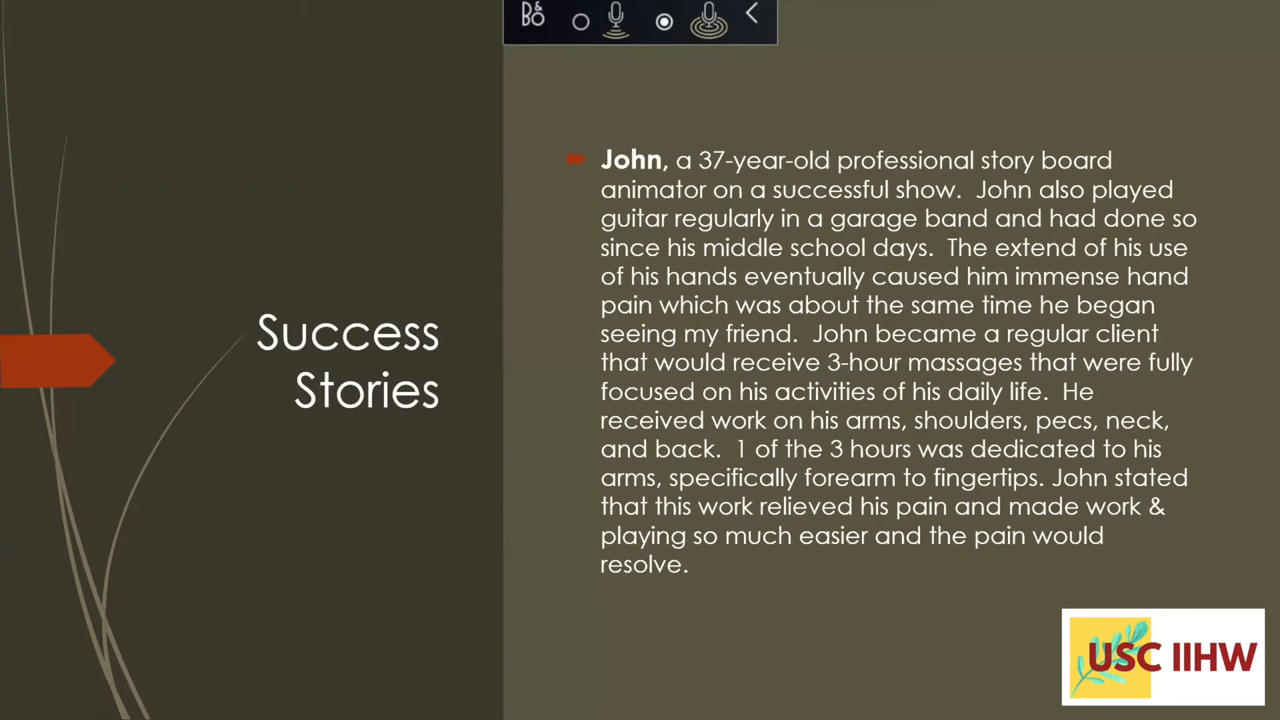 B&O
Success
Stories
John, a 37-year-old professional story board
animator on a successful show.  John also played
guitar regularly in a garage band and had done so
since his middle school days.  The extend of his use
of his hands eventually caused him immense hand
pain which was about the same time he began
seeing my friend.  John became a regular client
that would receive 3-hour massages that were fully
focused on his activities of his daily life.  He
received work on his arms, shoulders, pecs, neck,
and back.  1 of the 3 hours was dedicated to his
arms, specifically forearm to fingertips. John stated
that this work relieved his pain and made work &
playing so much easier and the pain would
resolve.
USC IIHW